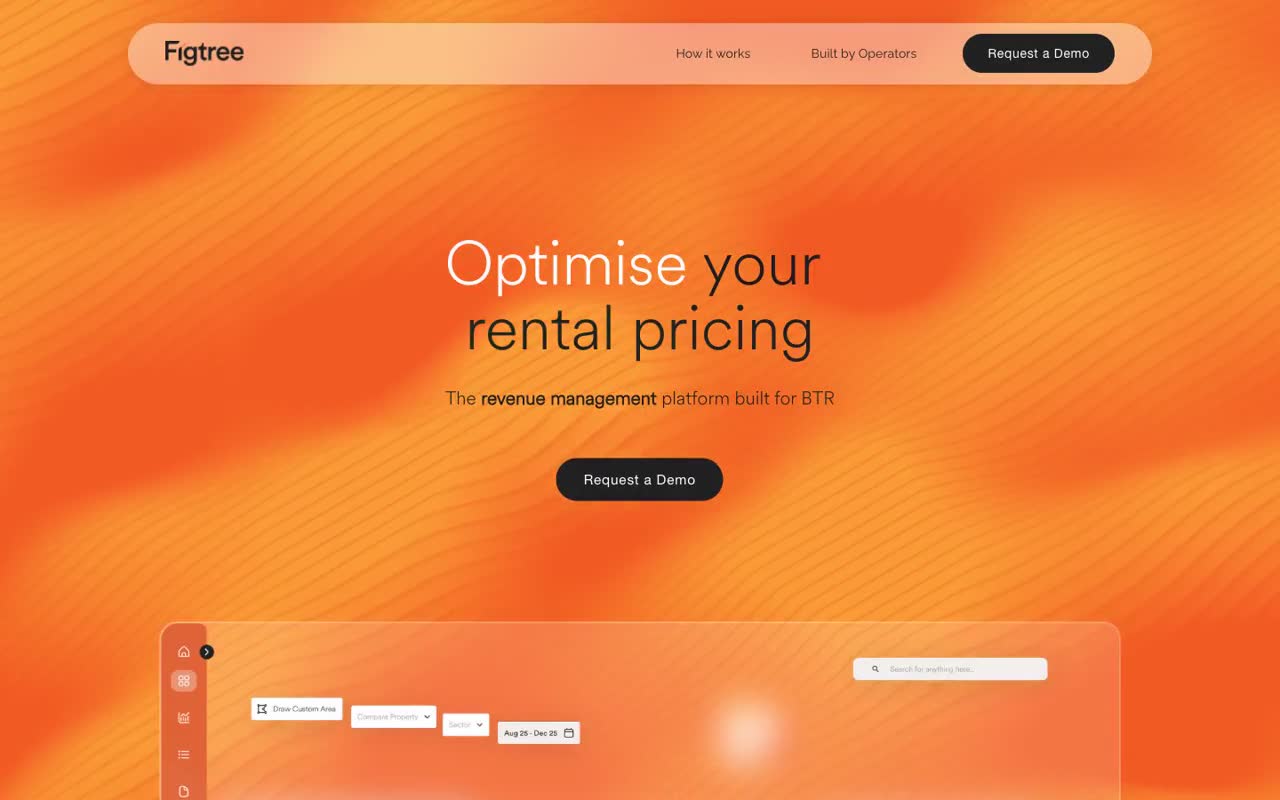 Figtree
How it works
Built by Operators
Request a Demo
Optimise your
rental pricing
The revenue management platform built for BTR
Request a Demo
Search for anything here...
Draw Custom Area
Compare Property
Sector
Aug 25 - Dec 25